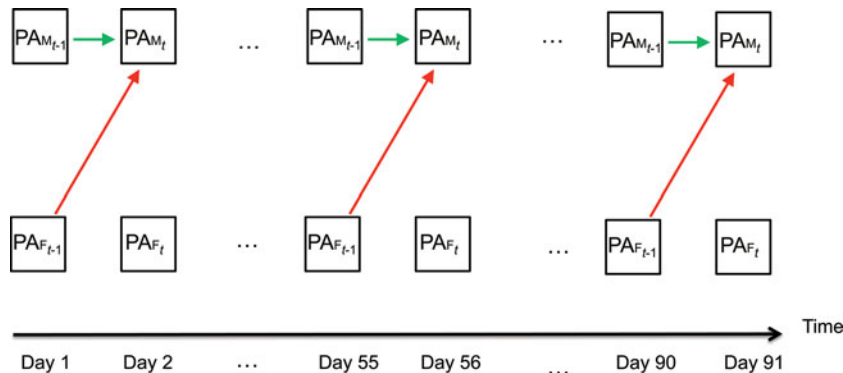 PAMt-1 PAMt ... PAMt-1 PAMt ... PAMt-1 PAMt
PAFt-1 PAFt ... PAFt-1 PAFt ... PAFt-1 PAFt
Time
Day 1 Day 2 ... Day 55 Day 56 ... Day 90 Day 91